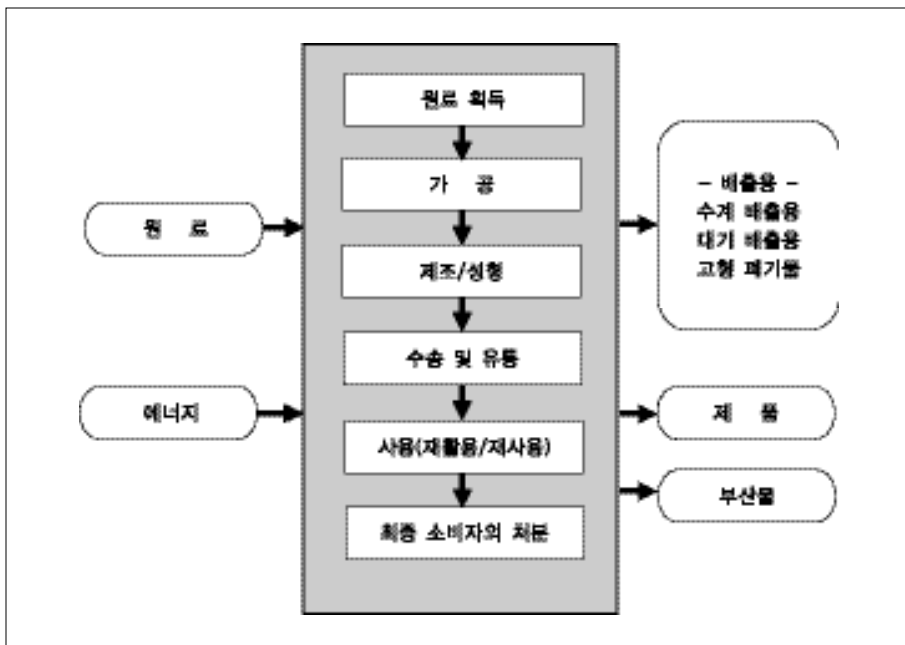 원료 획득
가 공
제조/성형
수송 및 유통
사용(재활용/재사용)
최종 소비자의 처분
원 료
에너지
- 배출용 -
수계 배출용
대기 배출용
고형 폐기물
제 품
부산물